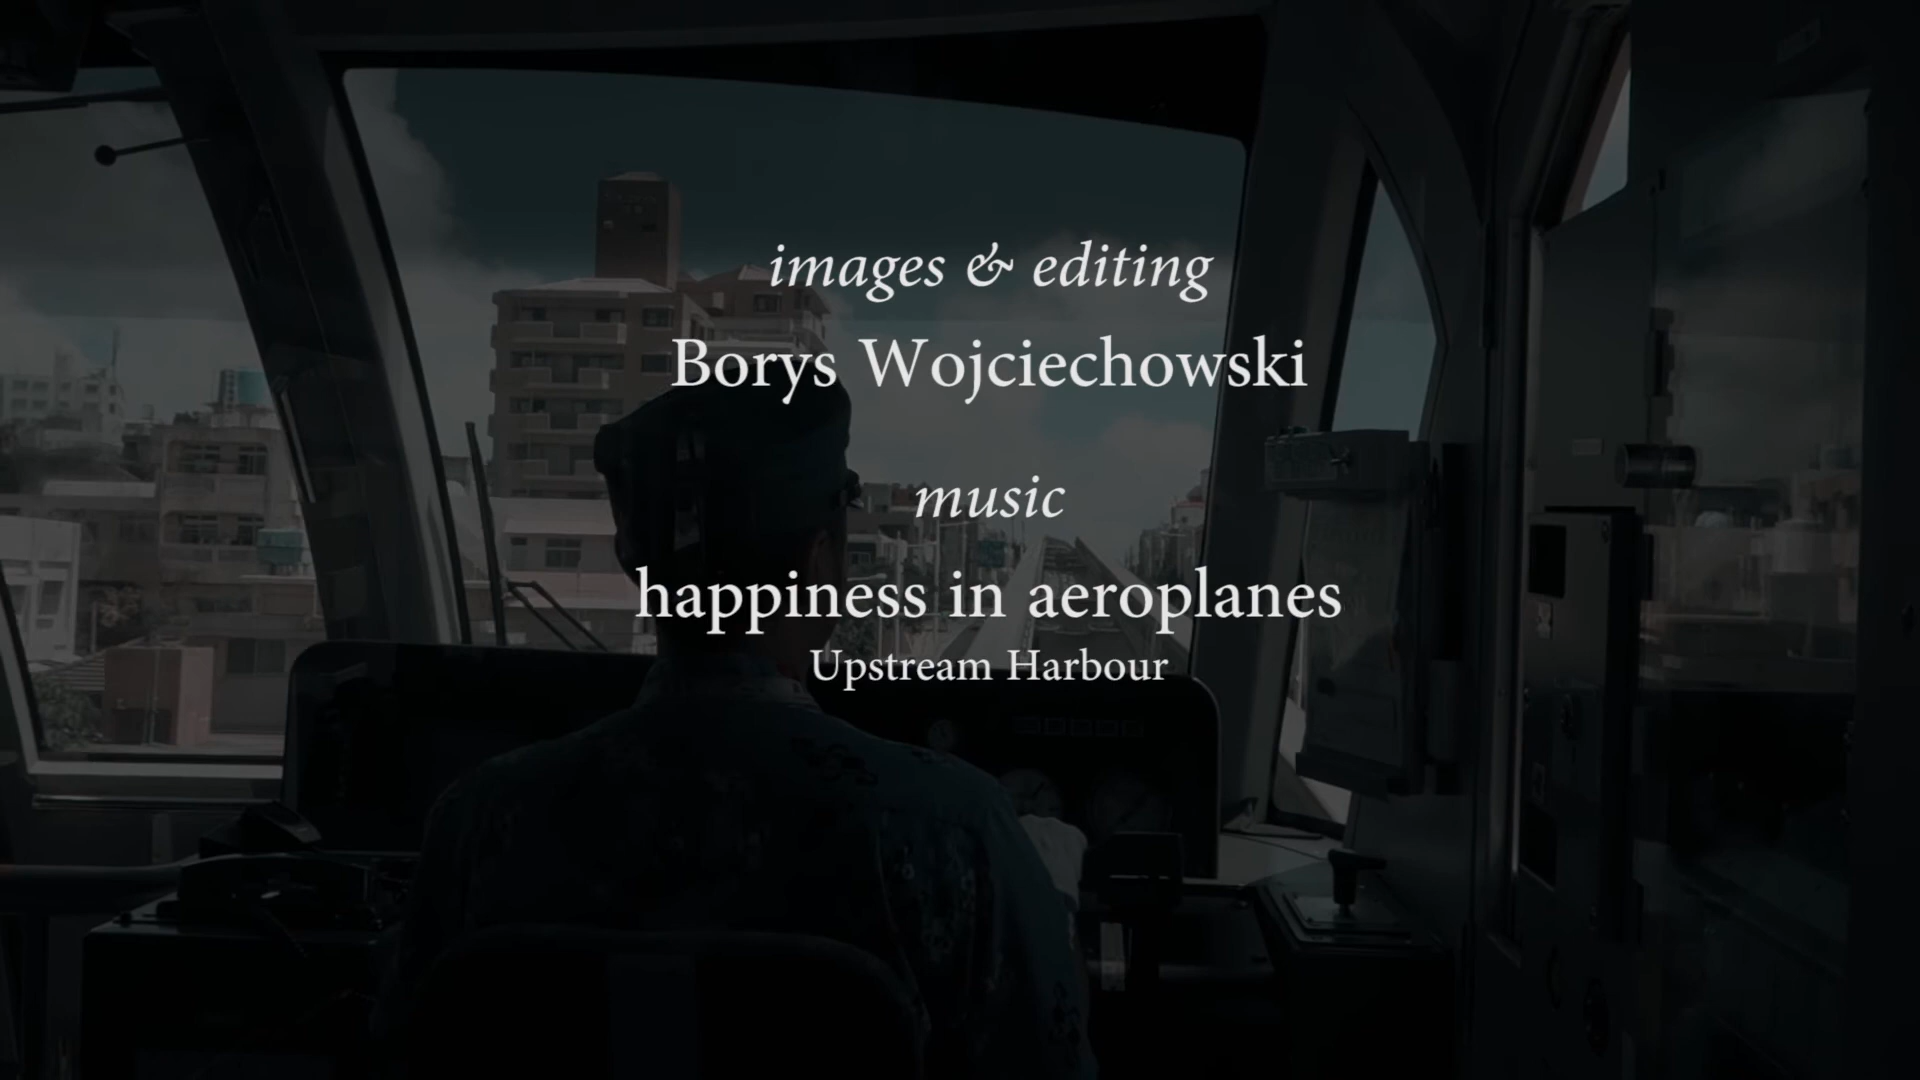 images & editing
Borys Wojciechowski
music
happiness in aeroplanes
Upstream Harbour